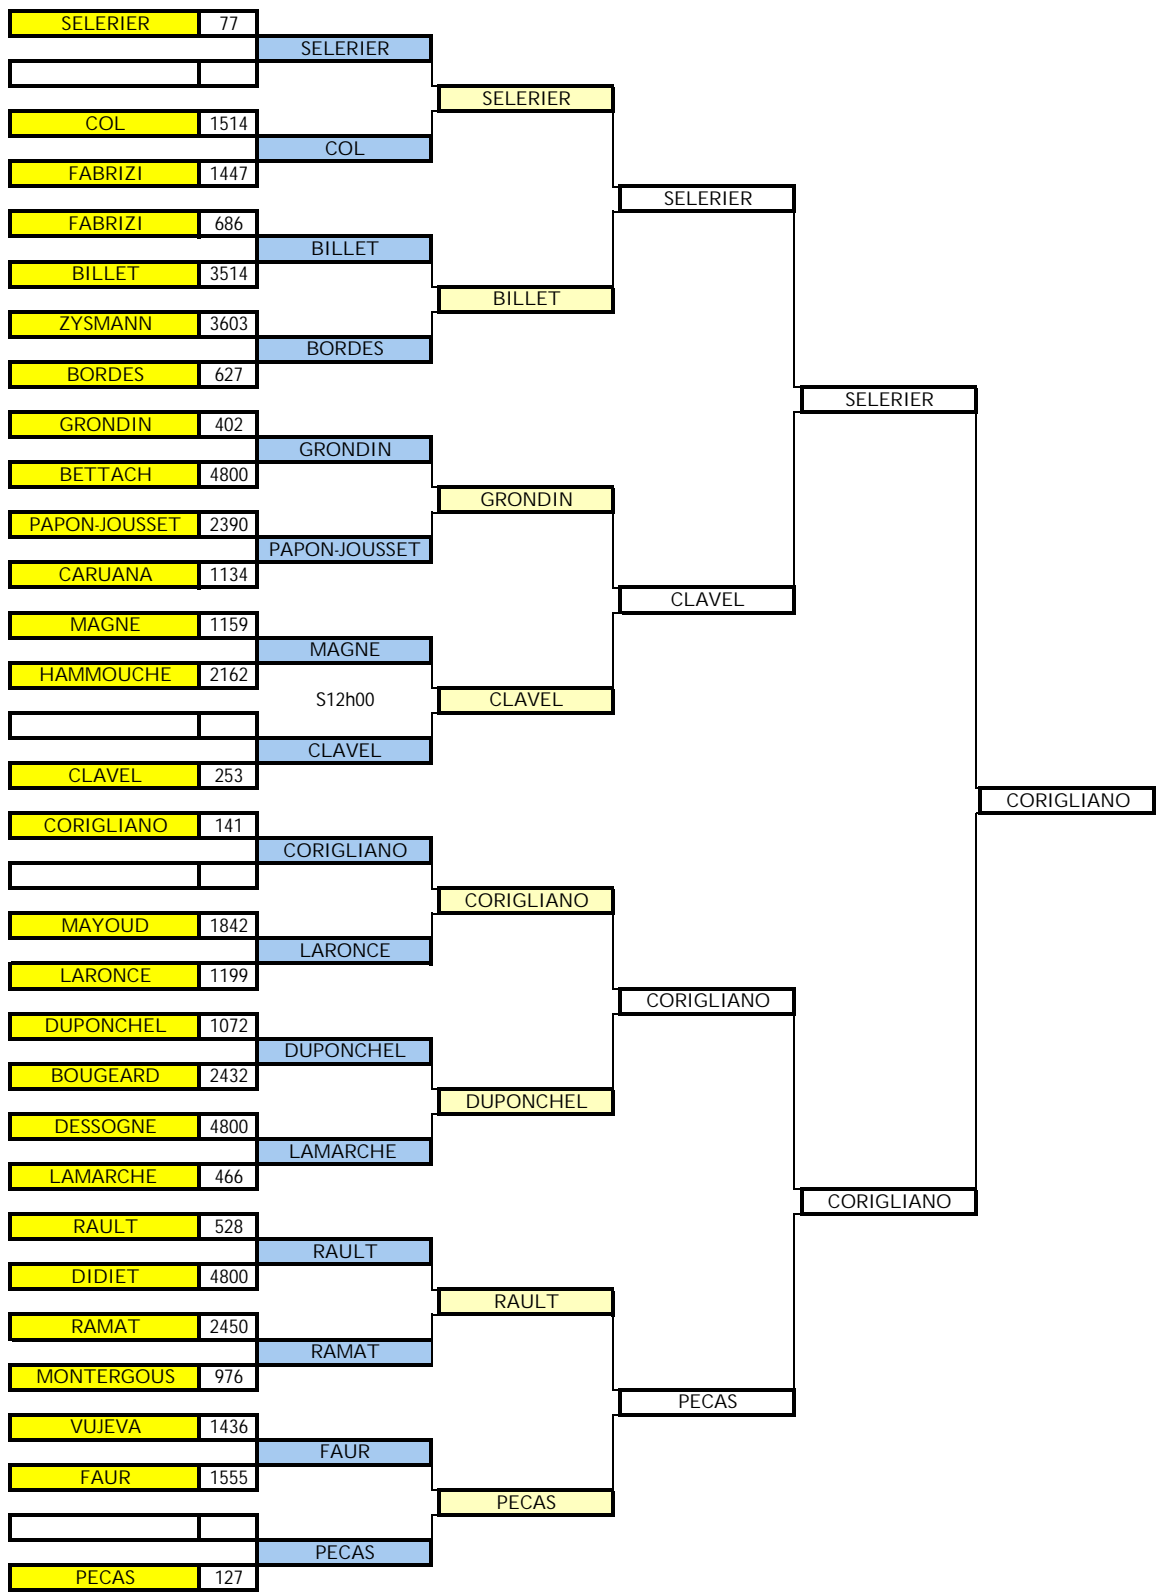 SELERIER 77
SELERIER
SELERIER
COL 1514
COL
FABRIZI 1447
SELERIER
FABRIZI 686
BILLET
BILLET 3514
BILLET
ZYSMANN 3603
BORDES
BORDES 627
SELERIER
GRONDIN 402
GRONDIN
BETTACH 4800
GRONDIN
PAPON-JOUSSET 2390
PAPON-JOUSSET
CARUANA 1134
CLAVEL
MAGNE 1159
MAGNE
HAMMOUCHE 2162
S12h00 CLAVEL
CLAVEL
CLAVEL 253
CORIGLIANO
CORIGLIANO 141
CORIGLIANO
CORIGLIANO
MAYOUD 1842
LARONCE
LARONCE 1199
CORIGLIANO
DUPONCHEL 1072
DUPONCHEL
BOUGEARD 2432
DUPONCHEL
DESSOGNE 4800
LAMARCHE
LAMARCHE 466
CORIGLIANO
RAULT 528
RAULT
DIDIET 4800
RAULT
RAMAT 2450
RAMAT
MONTERGOUS 976
PECAS
VUJEVA 1436
FAUR
FAUR 1555
PECAS
PECAS
PECAS 127